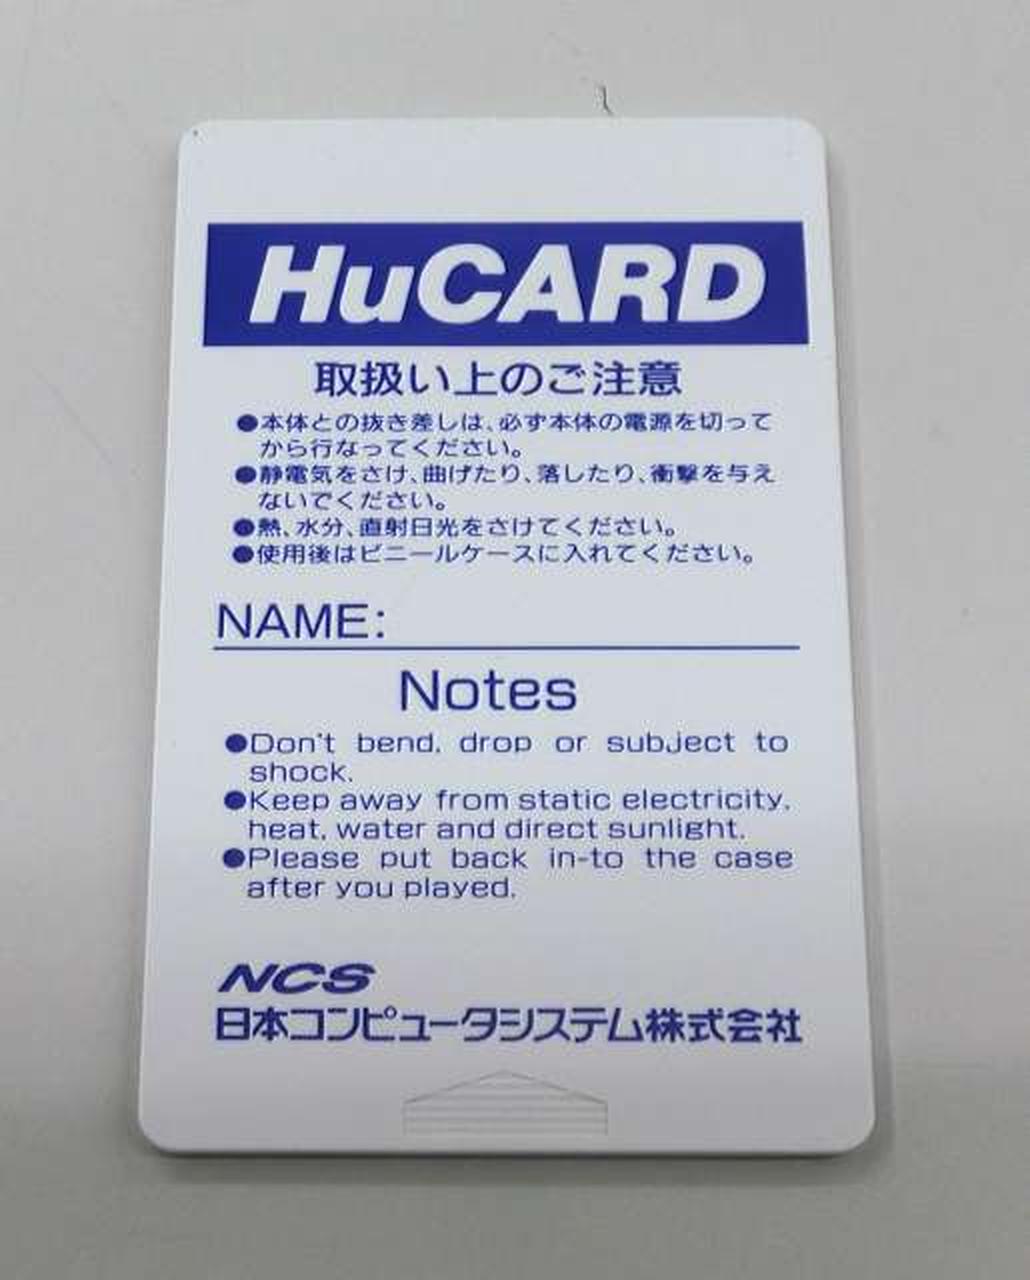 HuCARD
取扱い上のご注意
●本体との抜き差しは、必ず本体の電源を切って
から行なってください。
●静電気をさけ、曲げたり、落したり、衝撃を与え
ないでください。
●熱、水分、直射日光をさけてください。
●使用後はビニールケースに入れてください。
NAME:
Notes
●Don't bend, drop or subject to
shock.
●Keep away from static electricity,
heat, water and direct sunlight.
●Please put back in-to the case
after you played.
NCS
日本コンピュータシステム株式会社